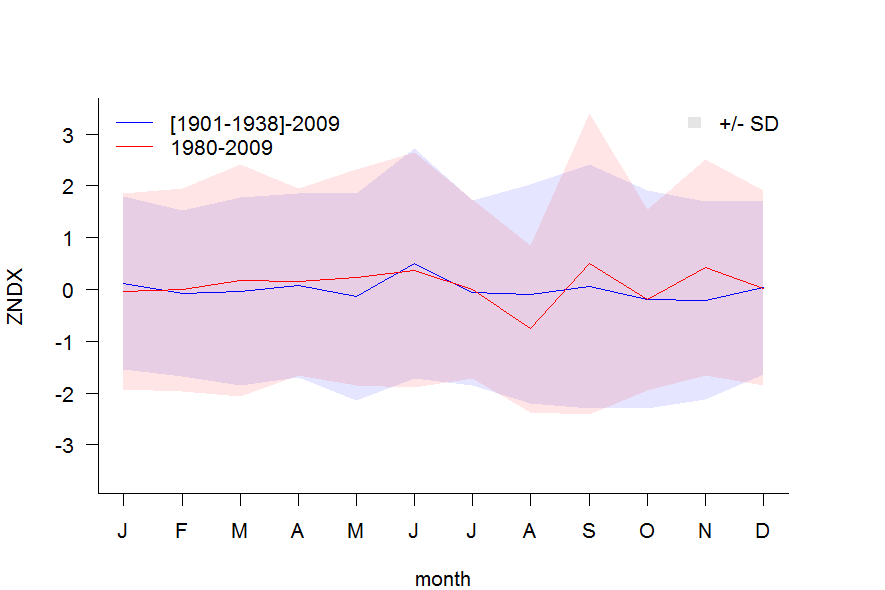 [1901-1938]-2009
1980-2009
+/- SD
3
2
1
0
-1
-2
-3
ZNDX
J F M A M J J A S O N D
month